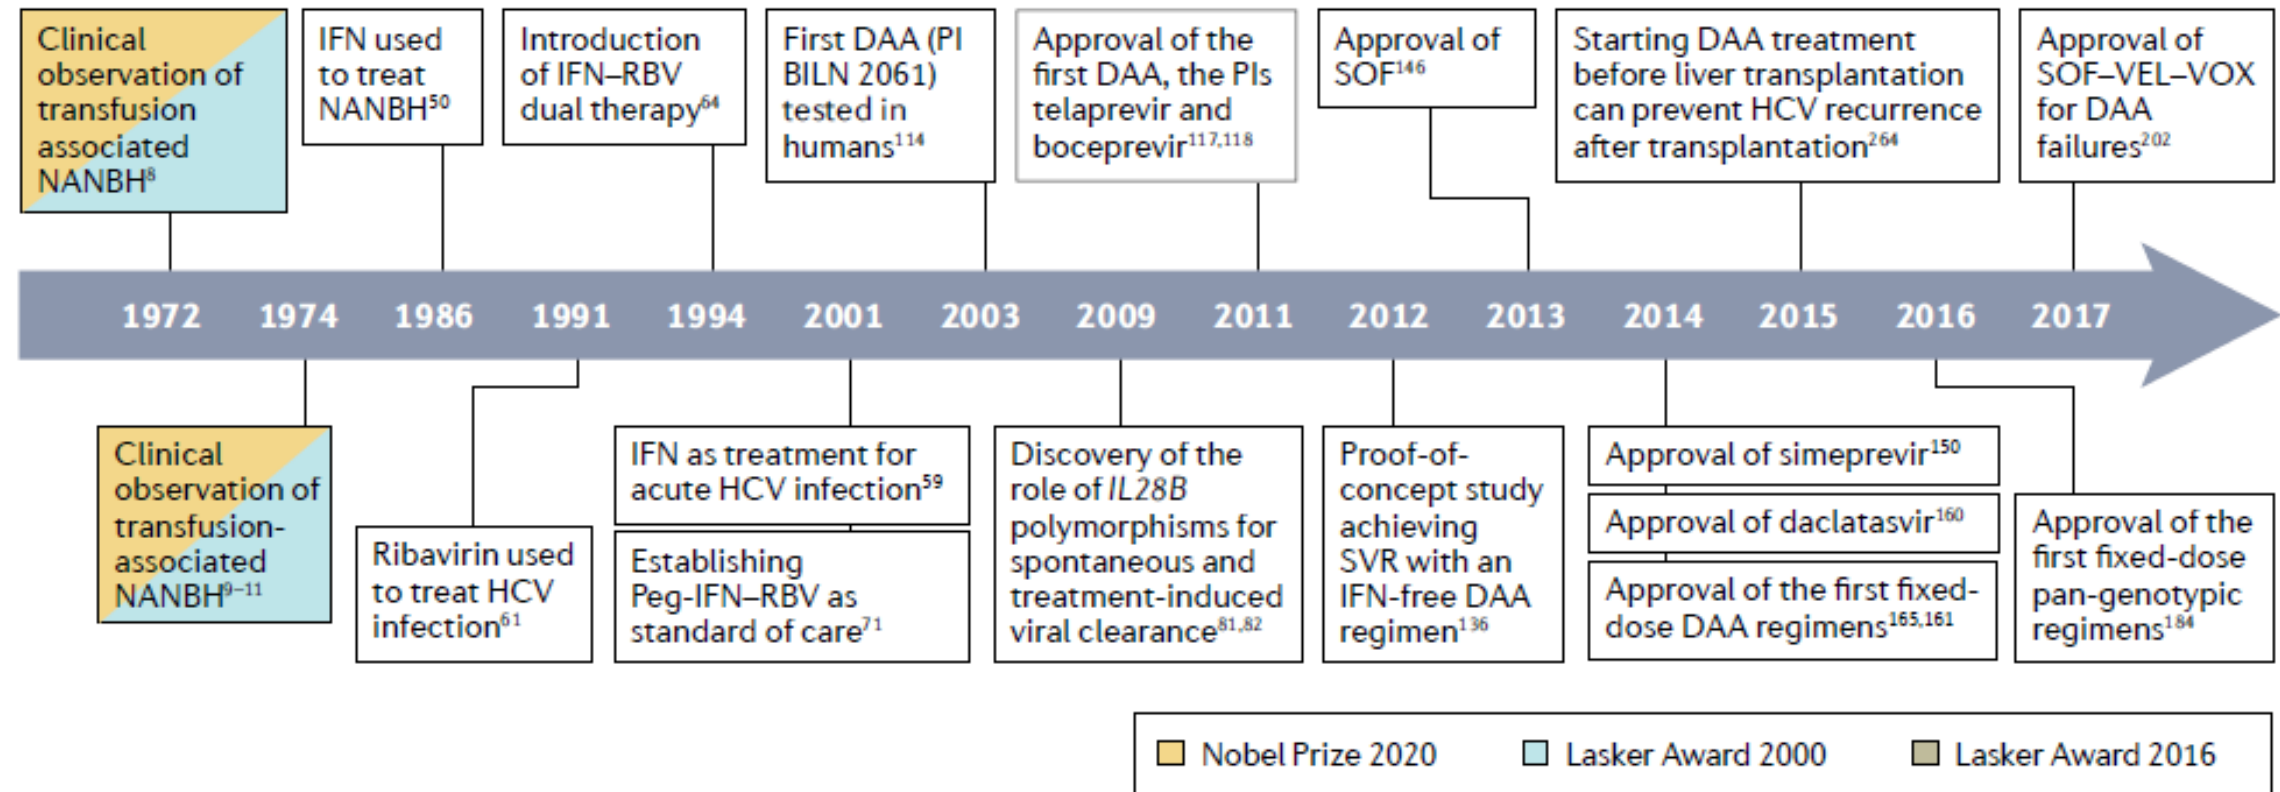 Clinical
observation of
transfusion
associated
NANBH⁸
IFN used
to treat
NANBH⁵⁰
Introduction
of IFN–RBV
dual therapy⁶⁴
First DAA (PI
BILN 2061)
tested in
humans¹¹⁴
Approval of the
first DAA, the PIs
telaprevir and
boceprevir¹¹⁷,¹¹⁸
Approval of
SOF¹⁴⁶
Starting DAA treatment
before liver transplantation
can prevent HCV recurrence
after transplantation²⁶⁴
Approval of
SOF–VEL–VOX
for DAA
failures²⁰²
1972 1974 1986 1991 1994 2001 2003 2009 2011 2012 2013 2014 2015 2016 2017
Clinical
observation of
transfusion-
associated
NANBH⁹⁻¹¹
Ribavirin used
to treat HCV
infection⁶¹
IFN as treatment for
acute HCV infection⁵⁹
Establishing
Peg-IFN–RBV as
standard of care⁷¹
Discovery of the
role of IL28B
polymorphisms for
spontaneous and
treatment-induced
viral clearance⁸¹,⁸²
Proof-of-
concept study
achieving
SVR with an
IFN-free DAA
regimen¹³⁶
Approval of simeprevir¹⁵⁰
Approval of daclatasvir¹⁶⁰
Approval of the first fixed-
dose DAA regimens¹⁶⁵,¹⁶¹
Approval of the
first fixed-dose
pan-genotypic
regimens¹⁸⁴
Nobel Prize 2020
Lasker Award 2000
Lasker Award 2016